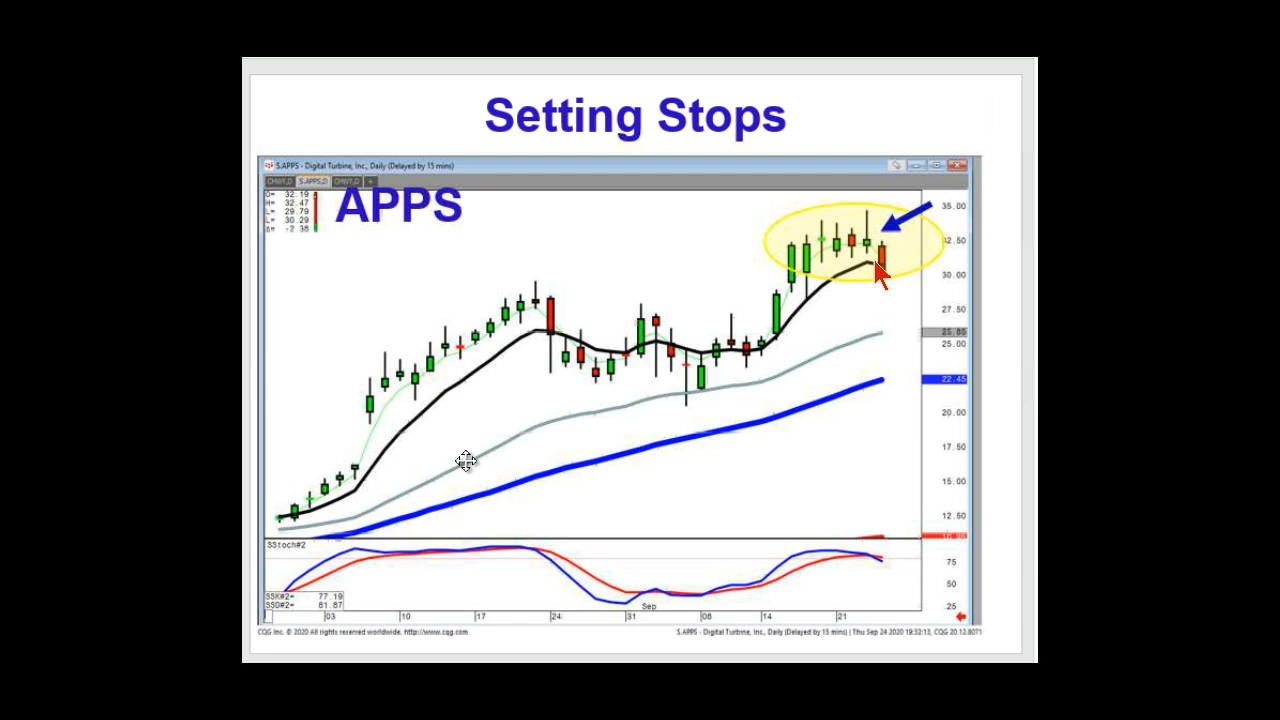 Setting Stops
S.APPS - Digital Turbine, Inc., Daily (Delayed by 15 mins)
CHWY,D S.APPS,D CHWY,D +
O= 32.19
H= 32.47
L= 29.79
L= 30.29
Δ= -2.38
APPS
35.00
32.50
30.00
27.50
25.85
25.00
22.45
20.00
17.50
15.00
12.50
SStoch#2
75
50
25
SSK#2= 77.19
SSD#2= 81.87
Sep
03 10 17 24 31 08 14 21
CQG Inc. © 2020 All rights reserved worldwide. http://www.cqg.com
S.APPS - Digital Turbine, Inc., Daily (Delayed by 15 mins) | Thu Sep 24 2020 19:32:13, CQG 20.12.8071